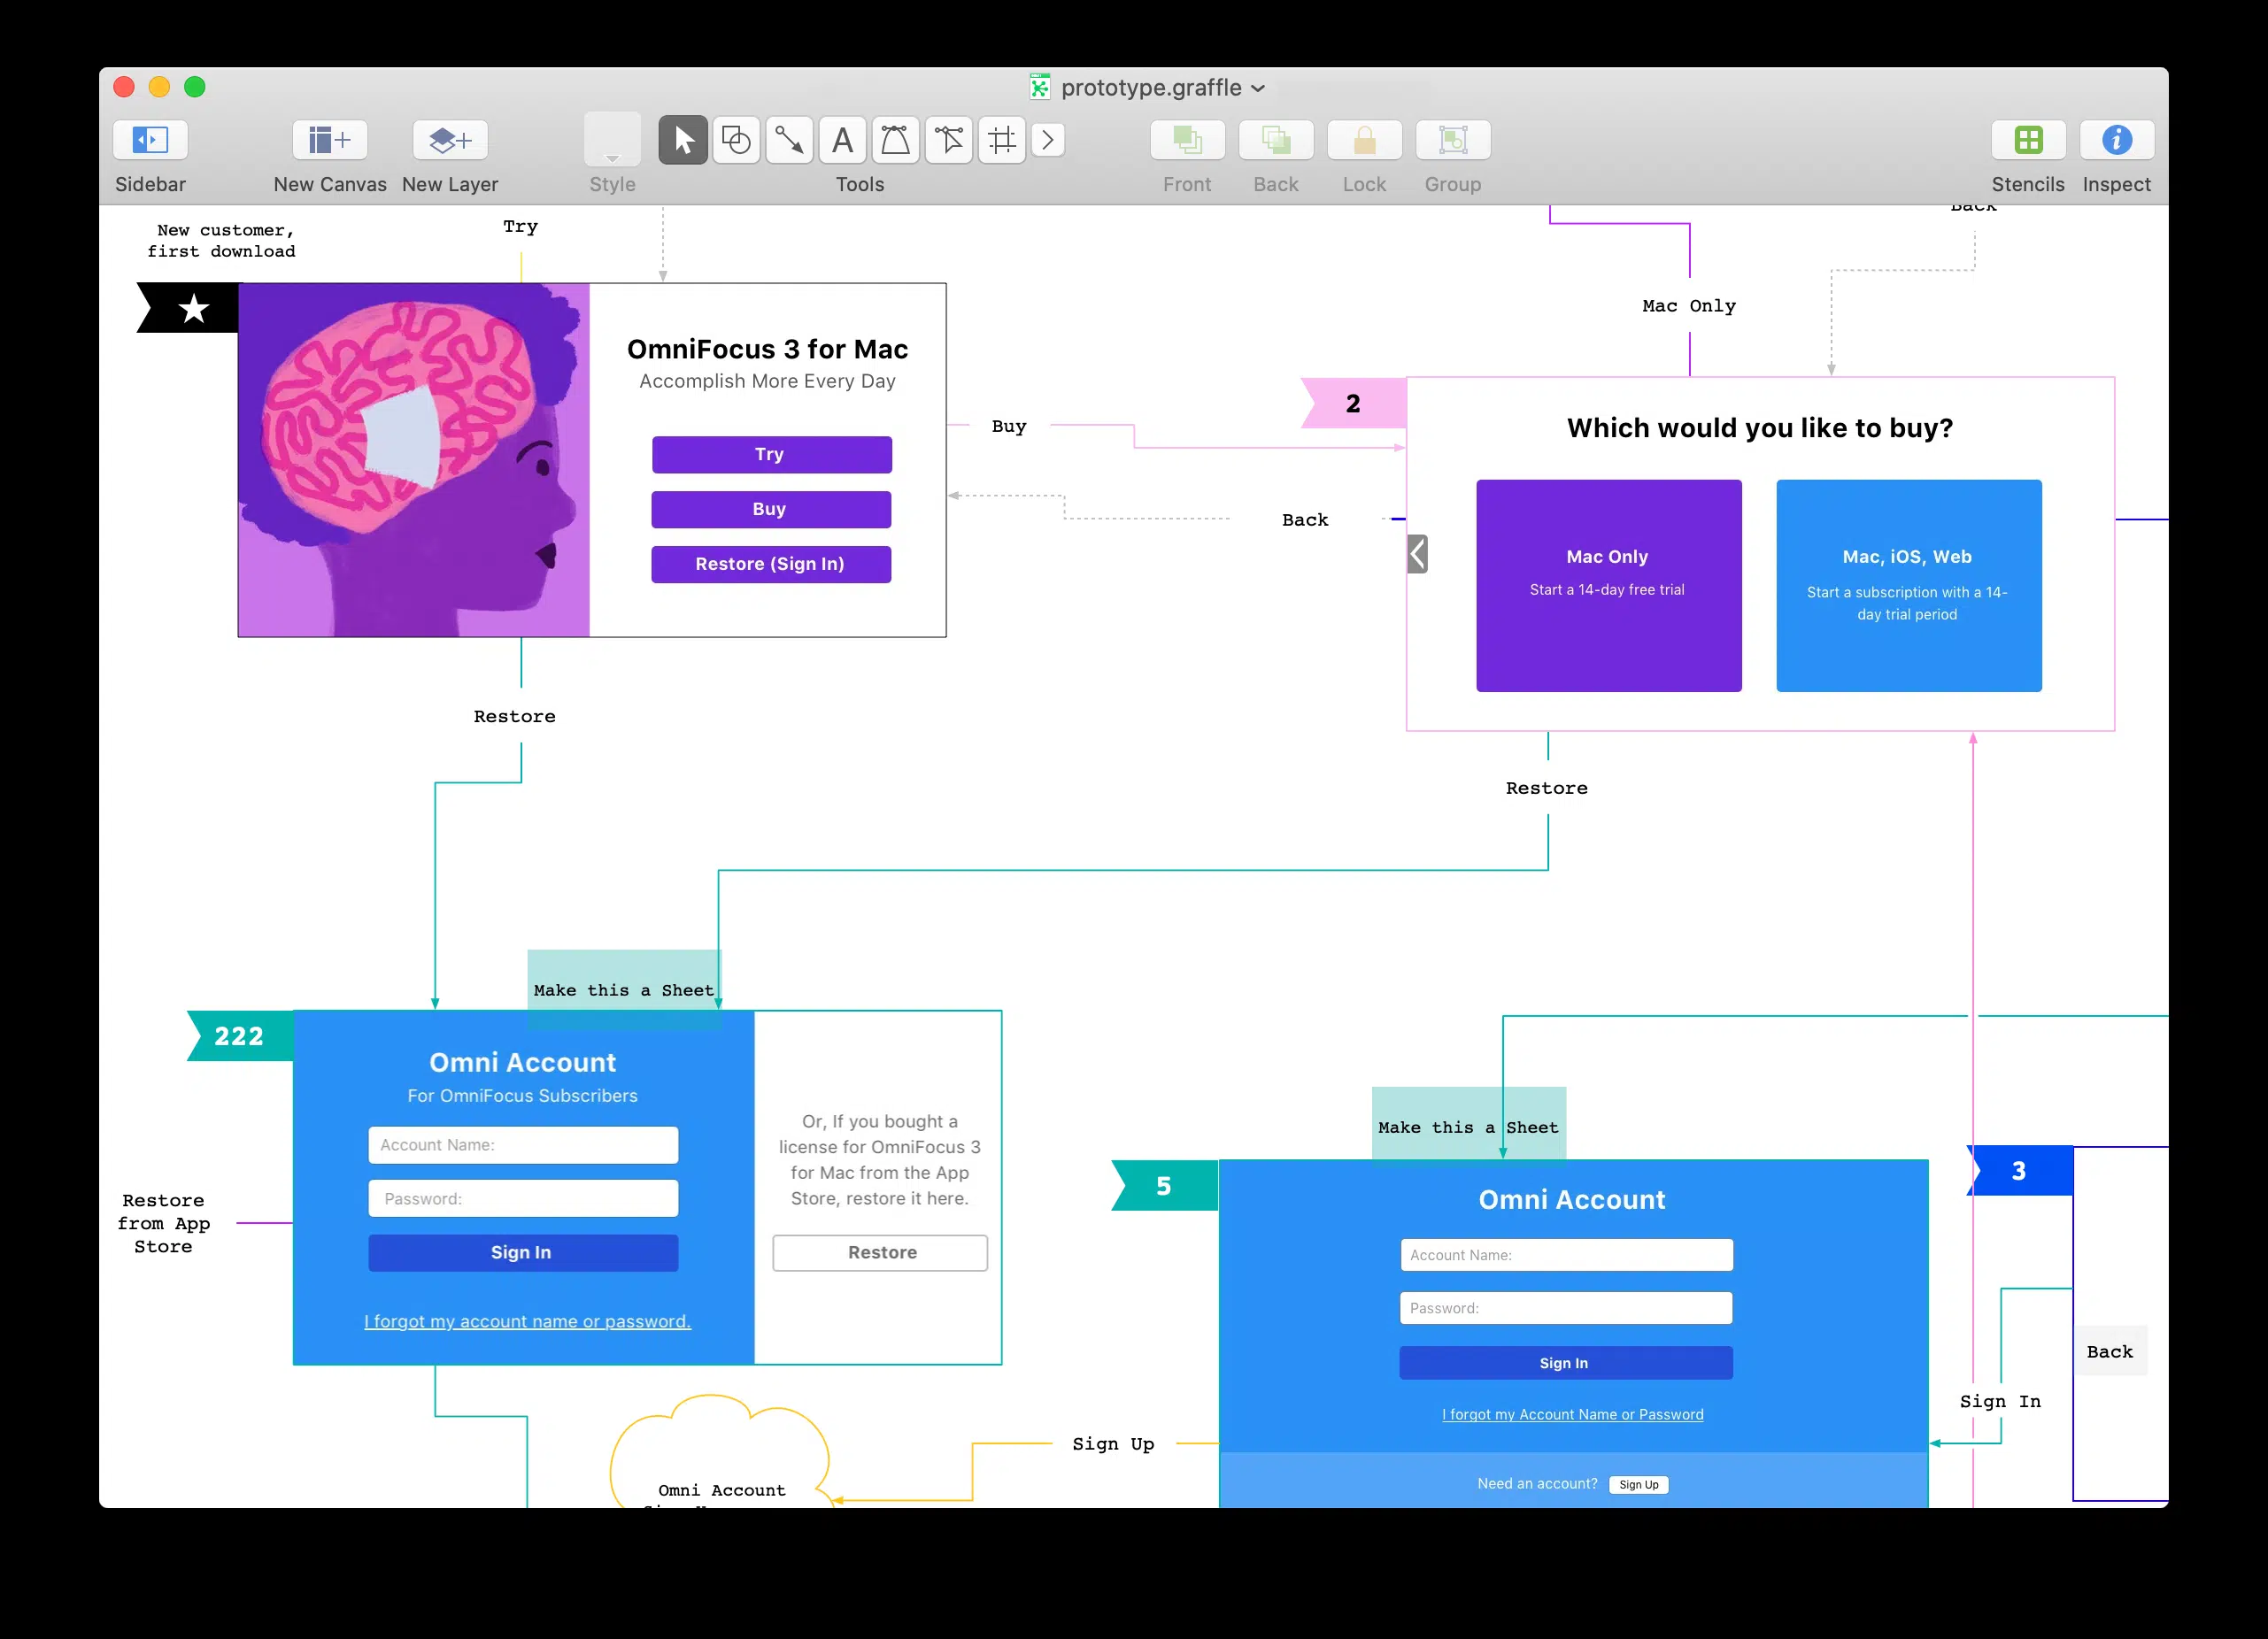 prototype.graffle
Sidebar
New Canvas
New Layer
Style
Tools
Front
Back
Lock
Group
Stencils
Inspect
New customer,
first download
Try
Back
Mac Only
OmniFocus 3 for Mac
Accomplish More Every Day
Try
Buy
Restore (Sign In)
Buy
Back
2
Which would you like to buy?
Mac Only
Start a 14-day free trial
Mac, iOS, Web
Start a subscription with a 14-
day trial period
Restore
Restore
Make this a Sheet
222
Omni Account
For OmniFocus Subscribers
Account Name:
Password:
Sign In
I forgot my account name or password.
Or, If you bought a
license for OmniFocus 3
for Mac from the App
Store, restore it here.
Restore
Restore
from App
Store
Make this a Sheet
5
Omni Account
Account Name:
Password:
Sign In
I forgot my Account Name or Password
Need an account?
Sign Up
3
Back
Sign In
Sign Up
Omni Account